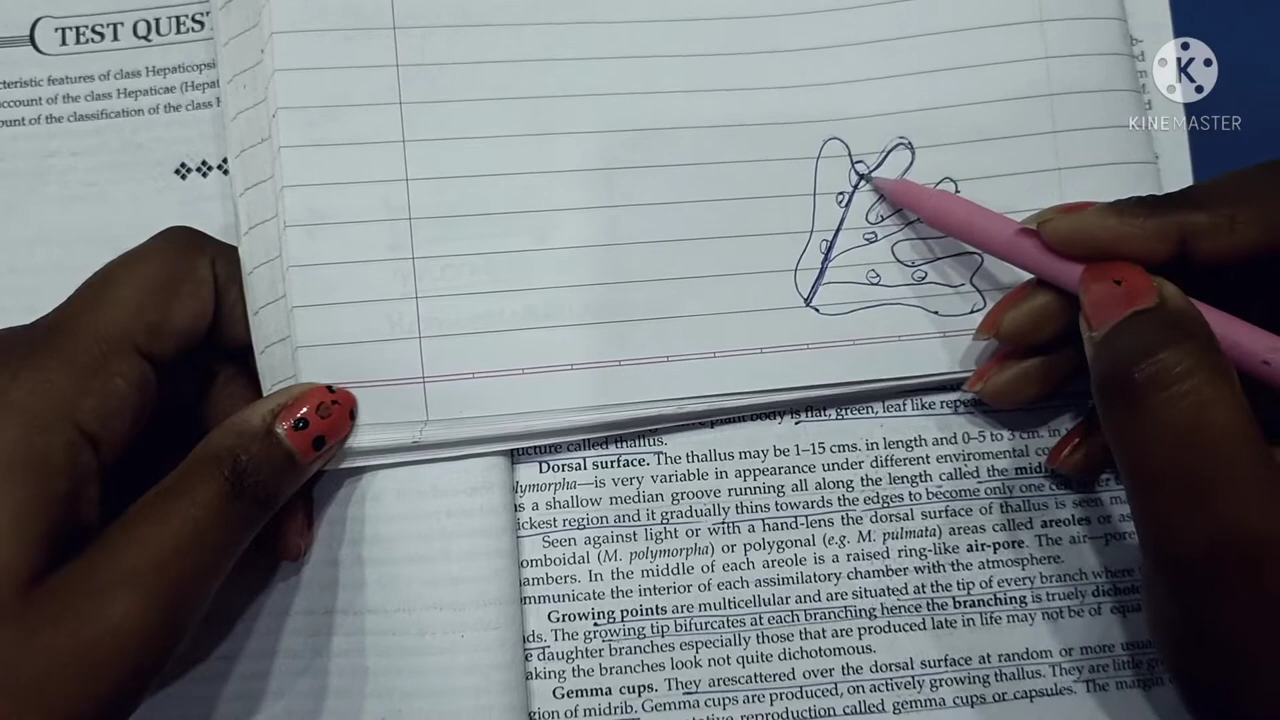 TEST QUES
cteristic features of class Hepaticopsi
account of the class Hepaticae (Hepat
ount of the classification of the class H
K
KINEMASTER
plant body is flat, green, leaf like repea
ucture called thallus.
Dorsal surface. The thallus may be 1–15 cms. in length and 0–5 to 3 cm. in
lymorpha—is very variable in appearance under different enviromental co
s a shallow median groove running all along the length called the mid
ickest region and it gradually thins towards the edges to become only one
Seen against light or with a hand-lens the dorsal surface of thallus is seen m
omboidal (M. polymorpha) or polygonal (e.g. M. pulmata) areas called areoles or as
ambers. In the middle of each areole is a raised ring-like air-pore. The air—pore
mmunicate the interior of each assimilatory chamber with the atmosphere.
Growing points are multicellular and are situated at the tip of every branch where
ds. The growing tip bifurcates at each branching hence the branching is truely dichoto
e daughter branches especially those that are produced late in life may not be of equa
aking the branches look not quite dichotomous.
Gemma cups. They arescattered over the dorsal surface at random or more usua
gion of midrib. Gemma cups are produced, on actively growing thallus. They are little gr
tative reproduction called gemma cups or capsules. The margin